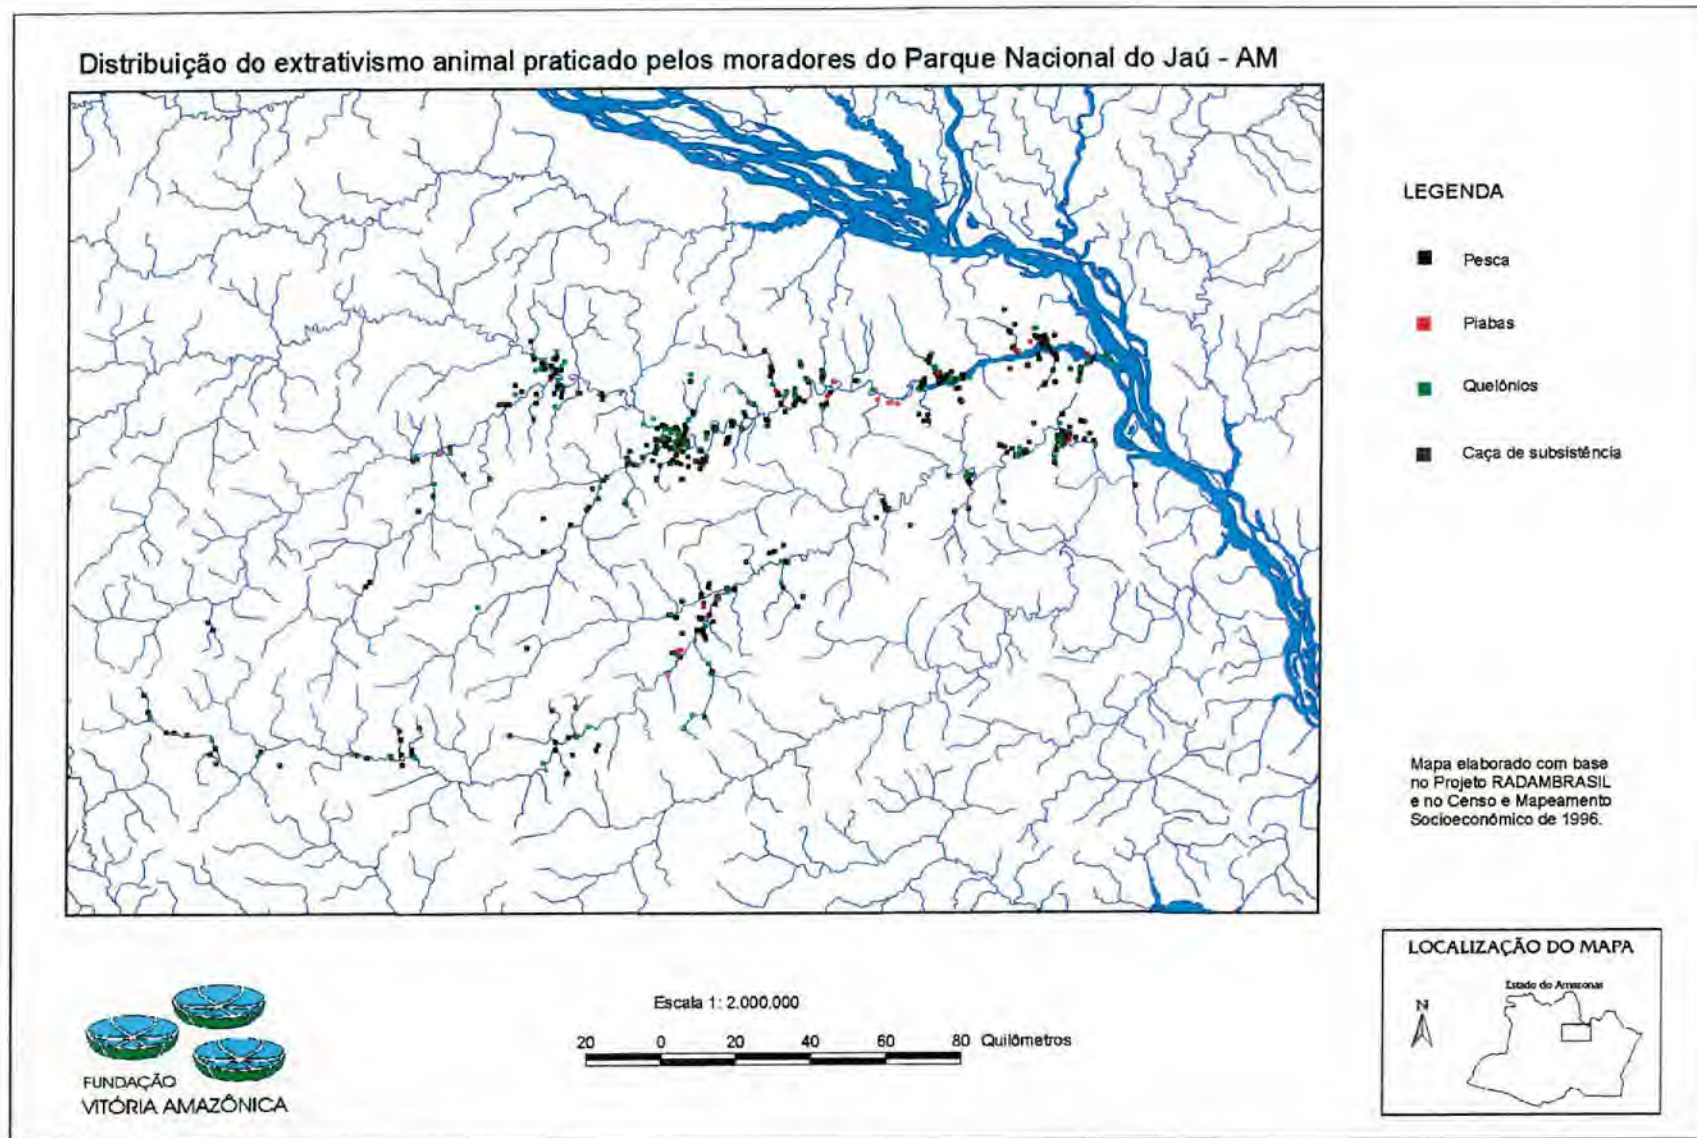 Distribuição do extrativismo animal praticado pelos moradores do Parque Nacional do Jaú - AM
LEGENDA
Pesca
Piabas
Quelônios
Caça de subsistência
Mapa elaborado com base
no Projeto RADAMBRASIL
e no Censo e Mapeamento
Socioeconômico de 1996.
FUNDAÇÃO
VITÓRIA AMAZÔNICA
Escala 1: 2.000.000
20 0 20 40 60 80 Quilômetros
LOCALIZAÇÃO DO MAPA
Estado do Amazonas
N